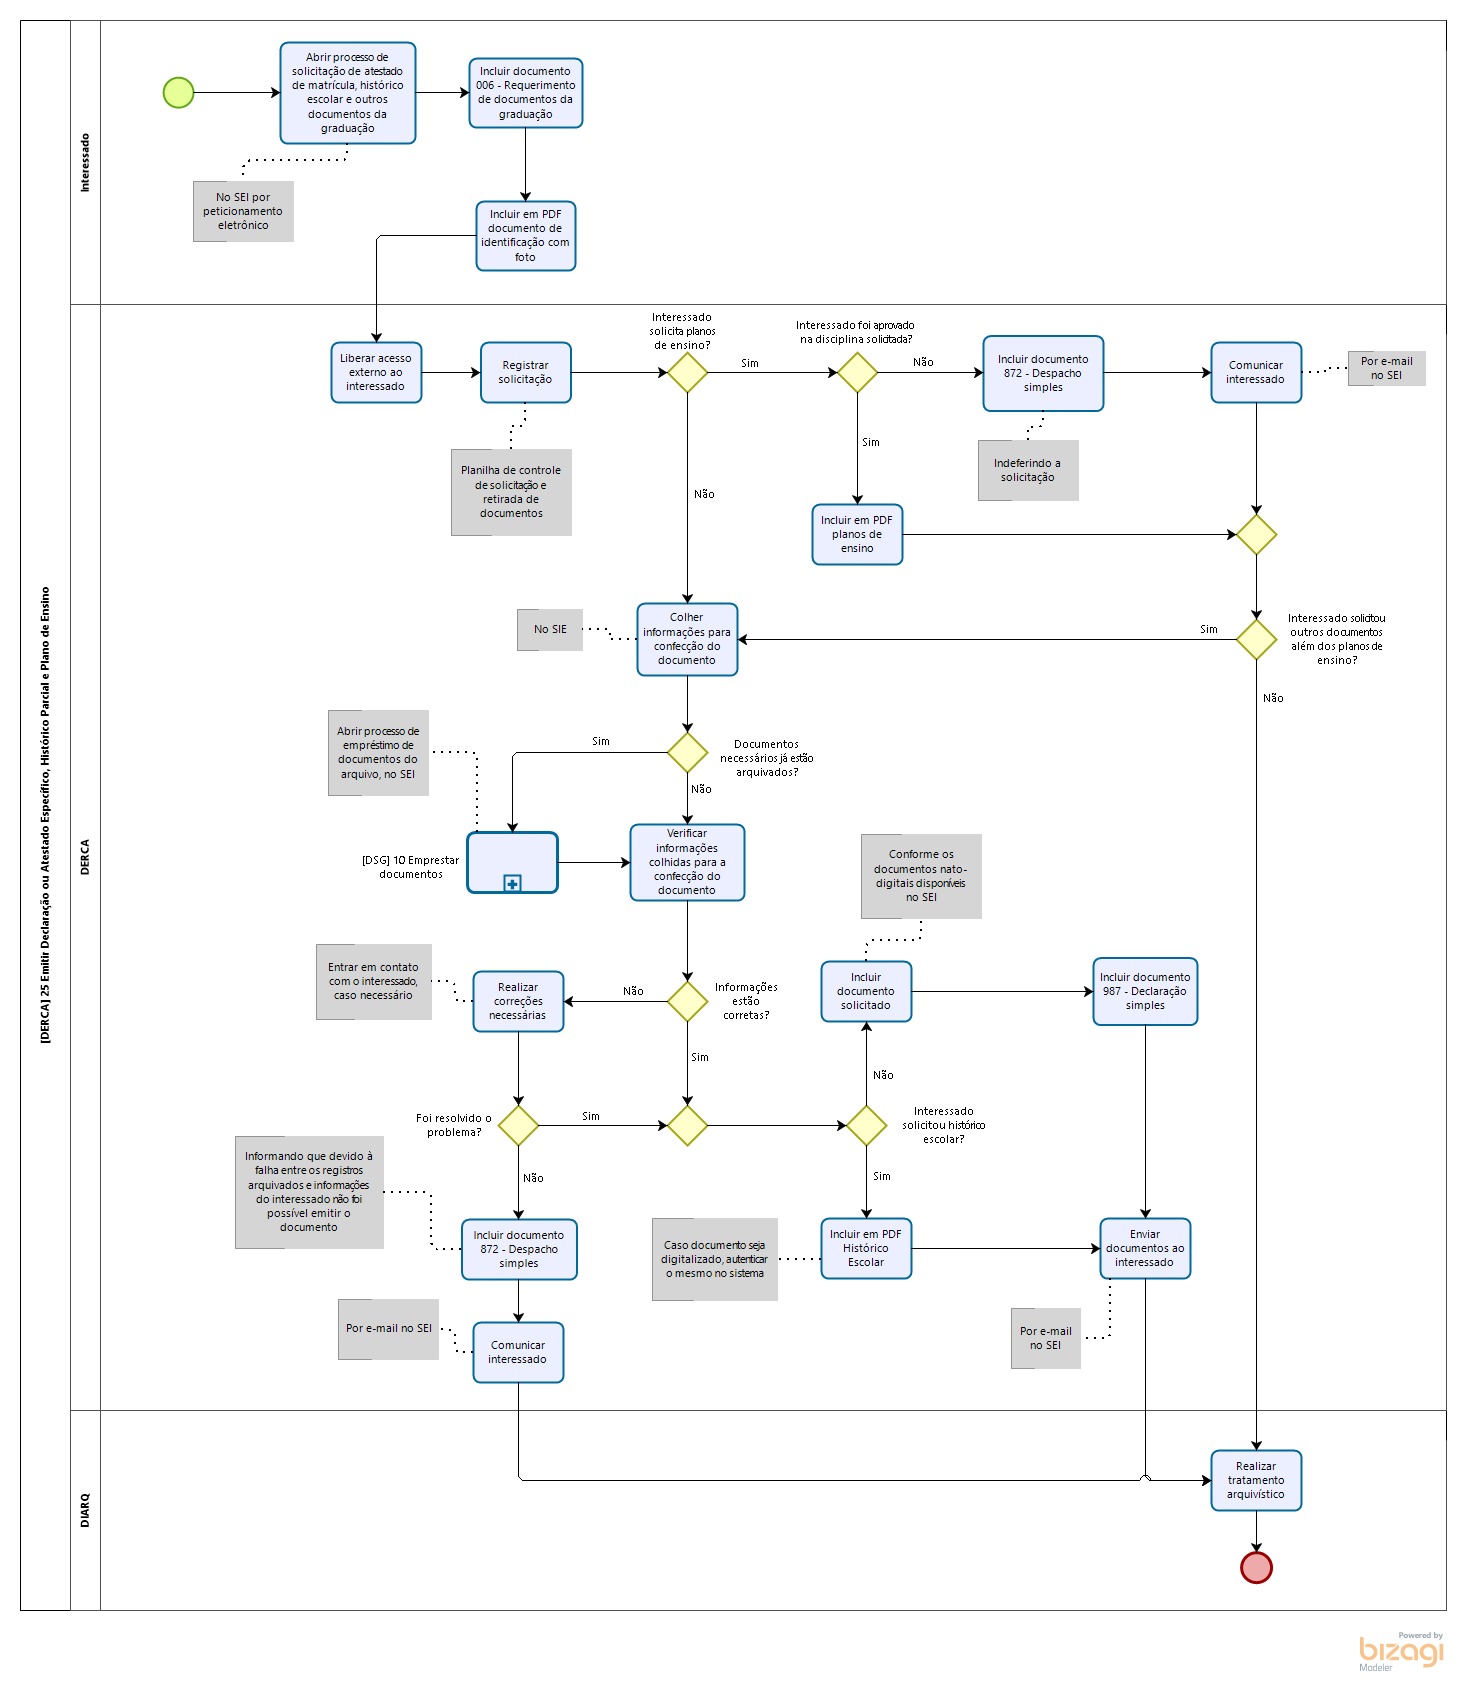 [DERCA] 25 Emitir Declaração ou Atestado Específico, Histórico Parcial e Plano de Ensino
Interessado
Abrir processo de
solicitação de atestado
de matrícula, histórico
escolar e outros
documentos da
graduação
Incluir documento
006 - Requerimento
de documentos da
graduação
No SEI por
peticionamento
eletrônico
Incluir em PDF
documento de
identificação com
foto
DERCA
Liberar acesso
externo ao
interessado
Registrar
solicitação
Planilha de controle
de solicitação e
retirada de
documentos
Interessado
solicita planos
de ensino?
Sim
Não
Interessado foi aprovado
na disciplina solicitada?
Não
Sim
Incluir documento
872 - Despacho
simples
Indeferindo a
solicitação
Comunicar
interessado
Por e-mail
no SEI
Incluir em PDF
planos de
ensino
Interessado solicitou
outros documentos
além dos planos de
ensino?
Sim
Não
No SIE
Colher
informações para
confecção do
documento
Abrir processo de
empréstimo de
documentos do
arquivo, no SEI
Sim
Documentos
necessários já estão
arquivados?
Não
[DSG] 10 Emprestar
documentos
Verificar
informações
colhidas para a
confecção do
documento
Conforme os
documentos nato-
digitais disponíveis
no SEI
Entrar em contato
com o interessado,
caso necessário
Realizar
correções
necessárias
Não
Informações
estão
corretas?
Sim
Incluir
documento
solicitado
Incluir documento
987 - Declaração
simples
Não
Foi resolvido o
problema?
Sim
Não
Interessado
solicitou histórico
escolar?
Sim
Informando que devido à
falha entre os registros
arquivados e informações
do interessado não foi
possível emitir o
documento
Incluir documento
872 - Despacho
simples
Caso documento seja
digitalizado, autenticar
o mesmo no sistema
Incluir em PDF
Histórico
Escolar
Enviar
documentos ao
interessado
Por e-mail no SEI
Comunicar
interessado
Por e-mail
no SEI
DIARQ
Realizar
tratamento
arquivístico
Powered by
bizagi
Modeler